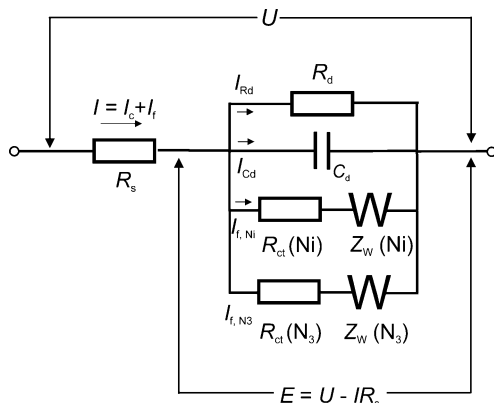 U
I = Ic+If
Rs
IRd
Rd
ICd
Cd
If, Ni
Rct (Ni)
ZW (Ni)
If, N3
Rct (N3)
ZW (N3)
E = U - IRs